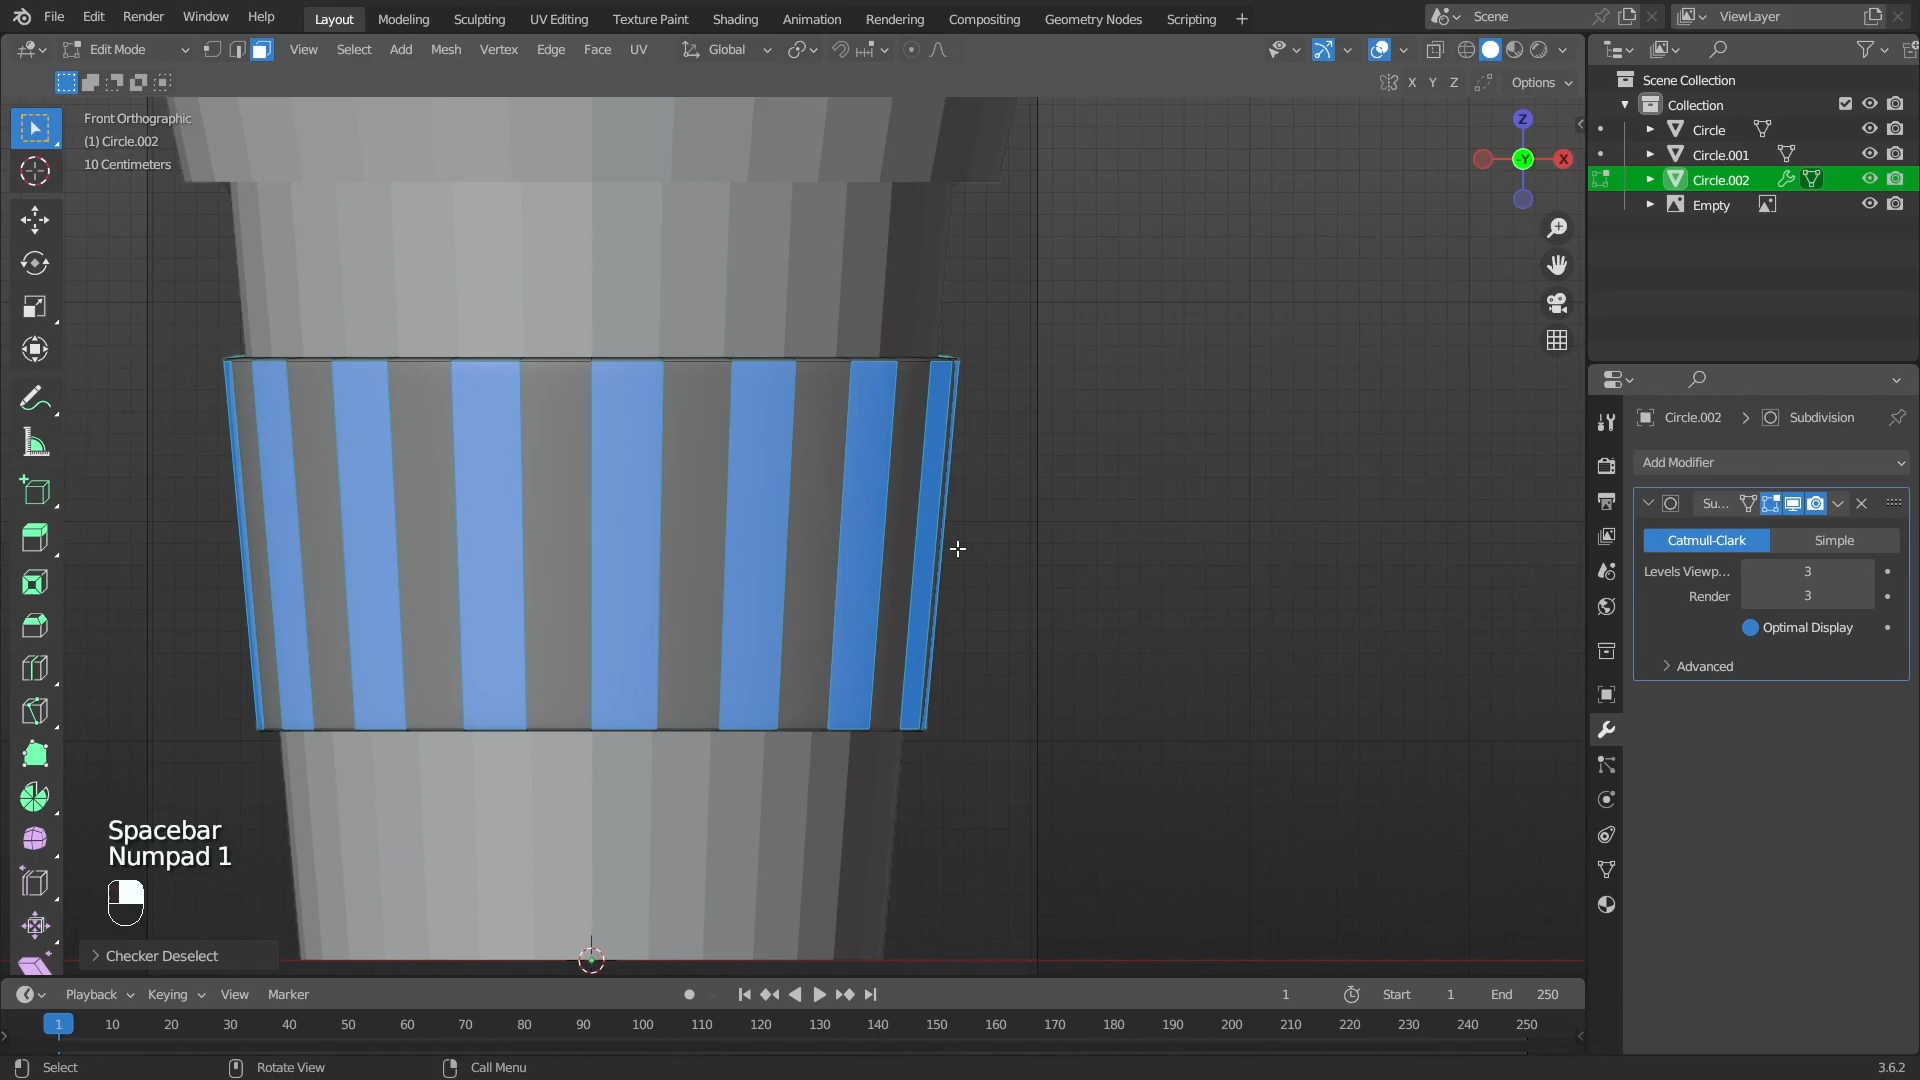 File Edit Render Window Help Layout Modeling Sculpting UV Editing Texture Paint Shading Animation Rendering Compositing Geometry Nodes Scripting + Scene ViewLayer
Edit Mode View Select Add Mesh Vertex Edge Face UV Global
X Y Z Options
Front Orthographic
(1) Circle.002
10 Centimeters
Z
-Y X
Scene Collection
Collection
Circle
Circle.001
Circle.002
Empty
Circle.002 > Subdivision
Add Modifier
Su...
Catmull-Clark Simple
Levels Viewp... 3
Render 3
Optimal Display
Advanced
Spacebar
Numpad 1
Checker Deselect
Playback Keying View Marker 1 Start 1 End 250
1 10 20 30 40 50 60 70 80 90 100 110 120 130 140 150 160 170 180 190 200 210 220 230 240 250
Select Rotate View Call Menu 3.6.2